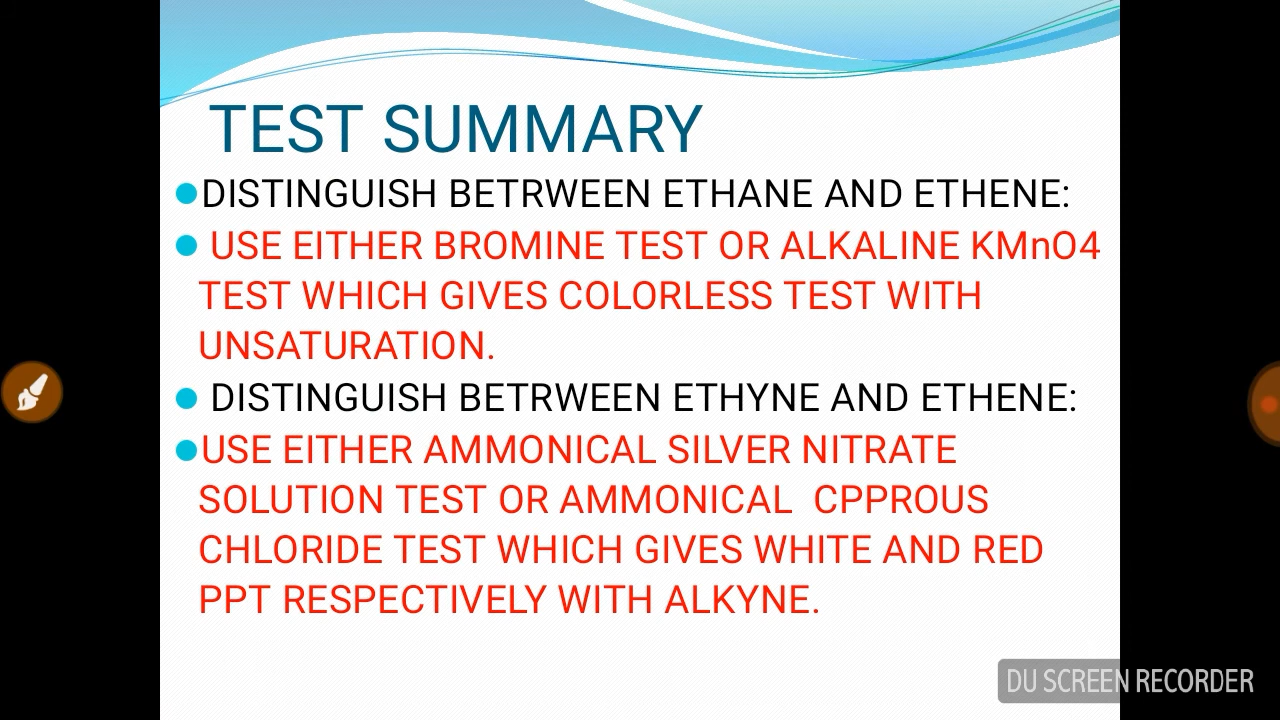 TEST SUMMARY
DISTINGUISH BETRWEEN ETHANE AND ETHENE:
USE EITHER BROMINE TEST OR ALKALINE KMnO4
TEST WHICH GIVES COLORLESS TEST WITH
UNSATURATION.
DISTINGUISH BETRWEEN ETHYNE AND ETHENE:
USE EITHER AMMONICAL SILVER NITRATE
SOLUTION TEST OR AMMONICAL  CPPROUS
CHLORIDE TEST WHICH GIVES WHITE AND RED
PPT RESPECTIVELY WITH ALKYNE.
DU SCREEN RECORDER